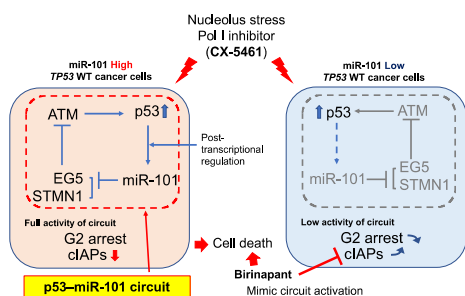 Nucleolus stress
Pol I inhibitor
(CX-5461)
miR-101 High
TP53 WT cancer cells
ATM
p53
Post-
transcriptional
regulation
EG5
STMN1
miR-101
Full activity of circuit
G2 arrest
cIAPs
p53–miR-101 circuit
miR-101 Low
TP53 WT cancer cells
p53
ATM
miR-101
EG5
STMN1
Low activity of circuit
G2 arrest
cIAPs
Cell death
Birinapant
Mimic circuit activation